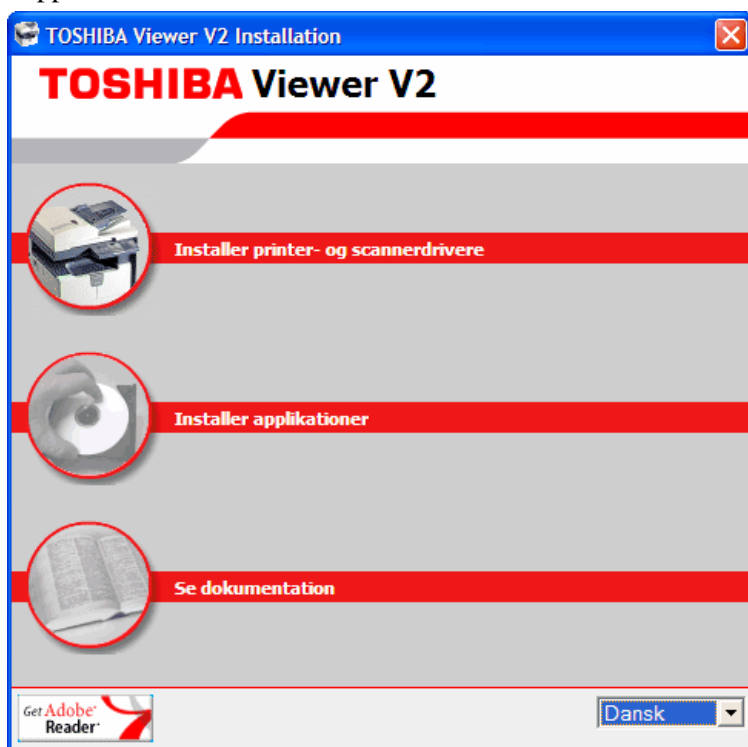 TOSHIBA Viewer V2 Installation
TOSHIBA Viewer V2
Installer printer- og scannerdrivere
Installer applikationer
Se dokumentation
Get Adobe®
Reader®
Dansk